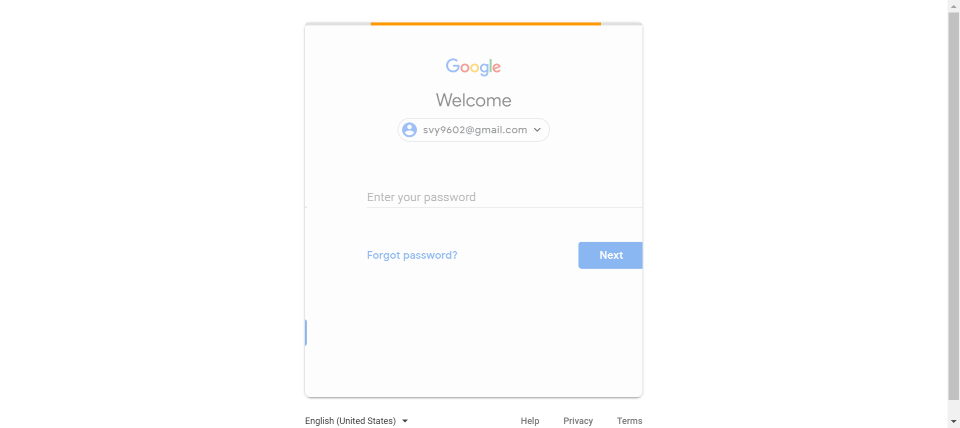 Google
Welcome
svy9602@gmail.com
Enter your password
Forgot password?
Next
English (United States)
Help
Privacy
Terms